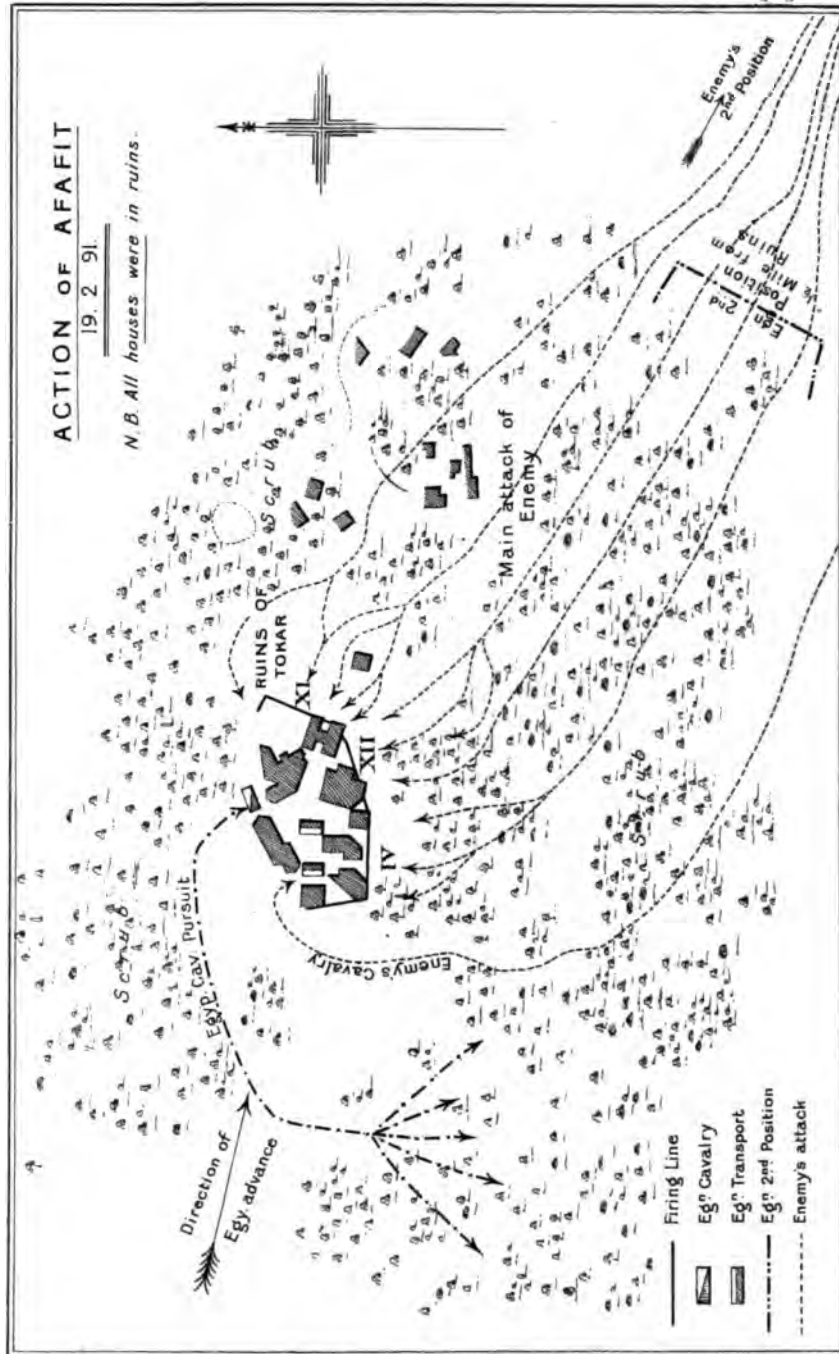 ACTION OF AFAFIT
19. 2. 91.
N.B. All houses were in ruins.
Scrub
Scrub
Direction of
Egy. advance
Egyp. Cav. Pursuit
RUINS OF
TOKAR
XI
XII
IV
Enemy's Cavalry
Main attack of
Enemy
Scrub
Enemy's
2nd Position
Egn 2nd
Position
½ Mile from
Ruins
Firing Line
Egn Cavalry
Egn Transport
Egn 2nd Position
Enemy's attack